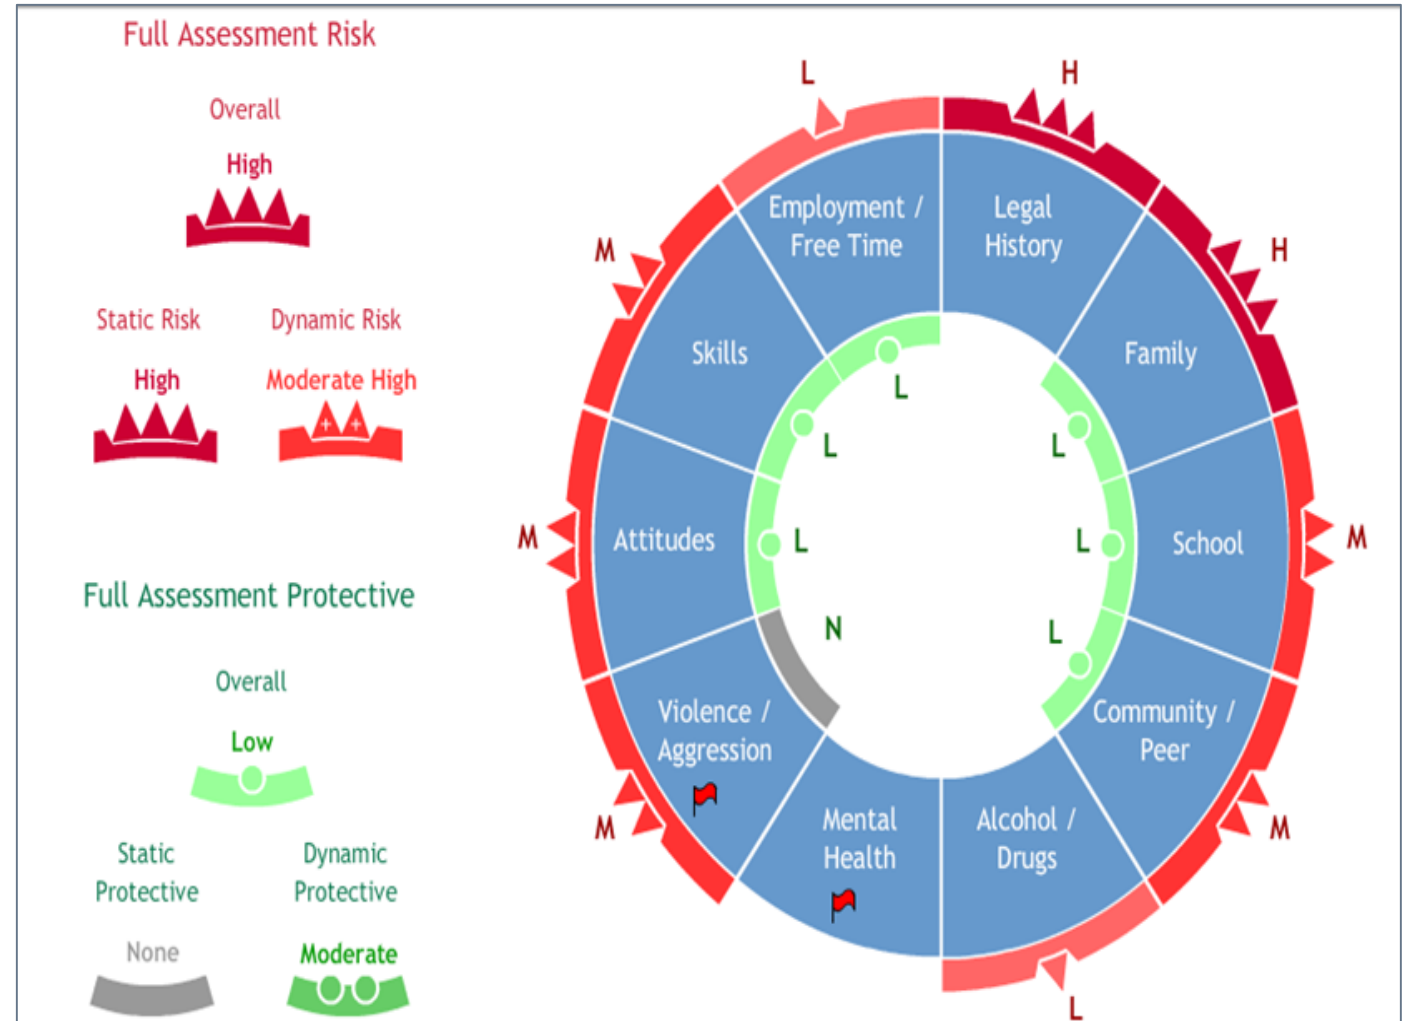 Full Assessment Risk
Overall
High
Static Risk
Dynamic Risk
High
Moderate High
+ +
Full Assessment Protective
Overall
Low
Static
Protective
Dynamic
Protective
None
Moderate
L
H
Employment /
Free Time
Legal
History
M
H
Skills
Family
L
L
L
M
Attitudes
L
L
School
M
N
L
Violence /
Aggression
Community /
Peer
M
Mental
Health
Alcohol /
Drugs
M
L